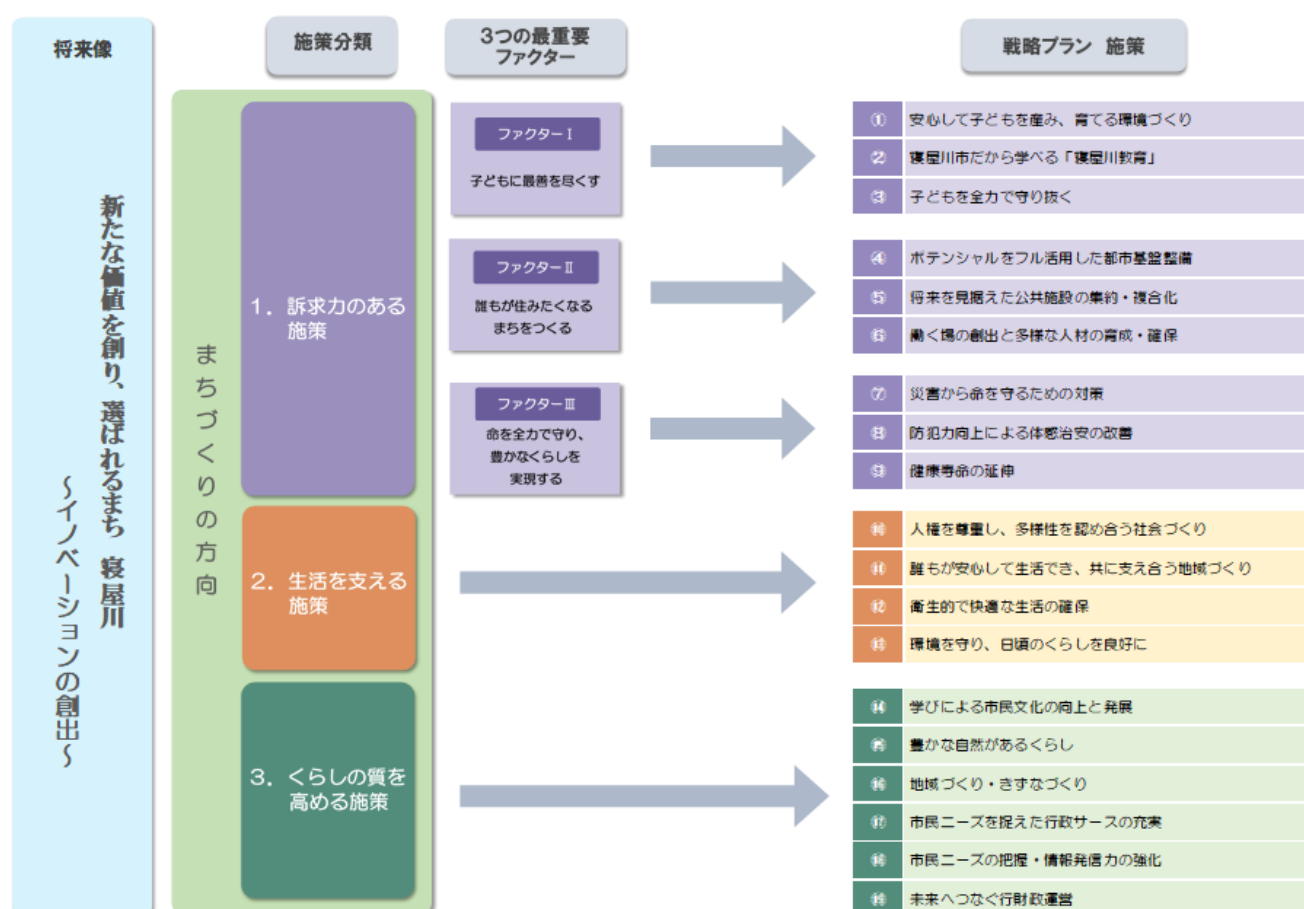 将来像
施策分類
3つの最重要
ファクター
戦略プラン 施策
新たな価値を創り、選ばれるまち 寝屋川
～イノベーションの創出～
まちづくりの方向
1．訴求力のある
施策
ファクターⅠ
子どもに最善を尽くす
① 安心して子どもを産み、育てる環境づくり
② 寝屋川市だから学べる「寝屋川教育」
③ 子どもを全力で守り抜く
ファクターⅡ
誰もが住みたくなる
まちをつくる
④ ポテンシャルをフル活用した都市基盤整備
⑤ 将来を見据えた公共施設の集約・複合化
⑥ 働く場の創出と多様な人材の育成・確保
ファクターⅢ
命を全力で守り、
豊かなくらしを
実現する
⑦ 災害から命を守るための対策
⑧ 防犯力向上による体感治安の改善
⑨ 健康寿命の延伸
2．生活を支える
施策
⑩ 人権を尊重し、多様性を認め合う社会づくり
⑪ 誰もが安心して生活でき、共に支え合う地域づくり
⑫ 衛生的で快適な生活の確保
⑬ 環境を守り、日頃のくらしを良好に
3．くらしの質を
高める施策
⑭ 学びによる市民文化の向上と発展
⑮ 豊かな自然があるくらし
⑯ 地域づくり・きずなづくり
⑰ 市民ニーズを捉えた行政サースの充実
⑱ 市民ニーズの把握・情報発信力の強化
⑲ 未来へつなぐ行財政運営